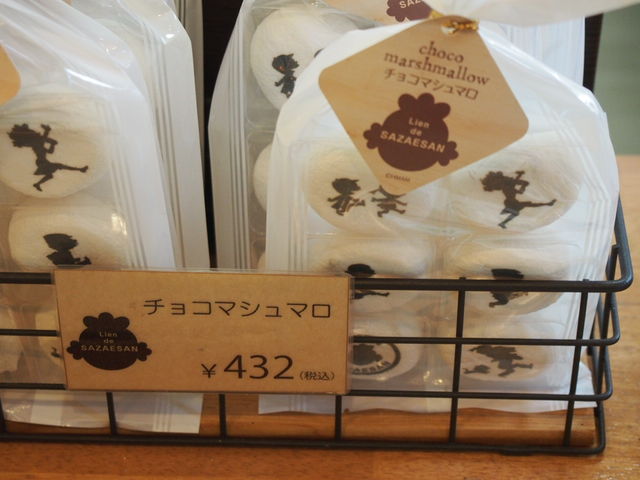 choco
marshmallow
チョコマシュマロ
Lien
de
SAZAESAN
チョコマシュマロ
Lien
de
SAZAESAN
¥432(税込)